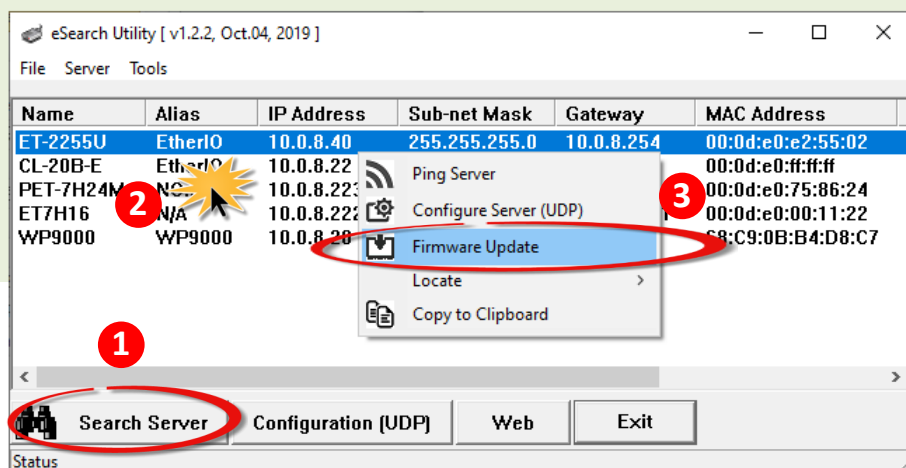 eSearch Utility [ v1.2.2, Oct.04, 2019 ]
File Server Tools
Name Alias IP Address Sub-net Mask Gateway MAC Address
ET-2255U EtherIO 10.0.8.40 255.255.255.0 10.0.8.254 00:0d:e0:e2:55:02
CL-20B-E EtherIO 10.0.8.22 00:0d:e0:ff:ff:ff
PET-7H24M 10.0.8.223 00:0d:e0:75:86:24
ET7H16 N/A 10.0.8.222 00:0d:e0:00:11:22
WP9000 WP9000 10.0.8.20 68:C9:0B:B4:D8:C7
Ping Server
Configure Server (UDP)
Firmware Update
Locate
Copy to Clipboard
1
2
3
Search Server Configuration (UDP) Web Exit
Status